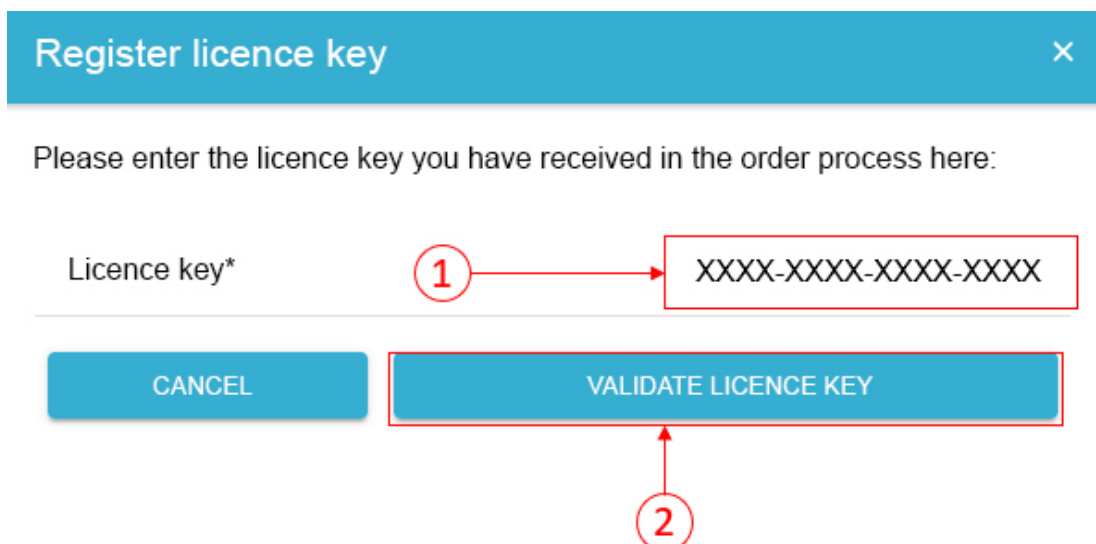 Register licence key ×
Please enter the licence key you have received in the order process here:
Licence key* 1 XXXX-XXXX-XXXX-XXXX
CANCEL VALIDATE LICENCE KEY
2